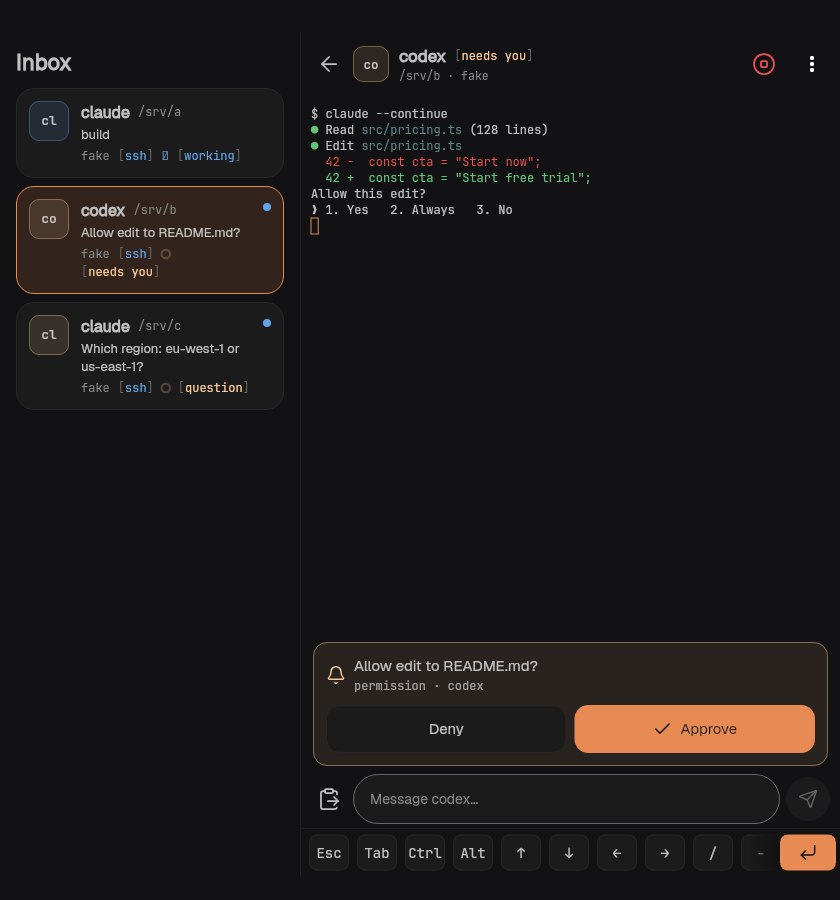 Inbox
cl
claude /srv/a
build
fake [ssh] [working]
co
codex /srv/b
Allow edit to README.md?
fake [ssh]
[needs you]
cl
claude /srv/c
Which region: eu-west-1 or
us-east-1?
fake [ssh] [question]
co
codex [needs you]
/srv/b · fake
$ claude --continue
● Read src/pricing.ts (128 lines)
● Edit src/pricing.ts
42 -  const cta = "Start now";
42 +  const cta = "Start free trial";
Allow this edit?
❯ 1. Yes   2. Always   3. No
Allow edit to README.md?
permission · codex
Deny
Approve
Message codex…
Esc Tab Ctrl Alt ↑ ↓ ← → / -